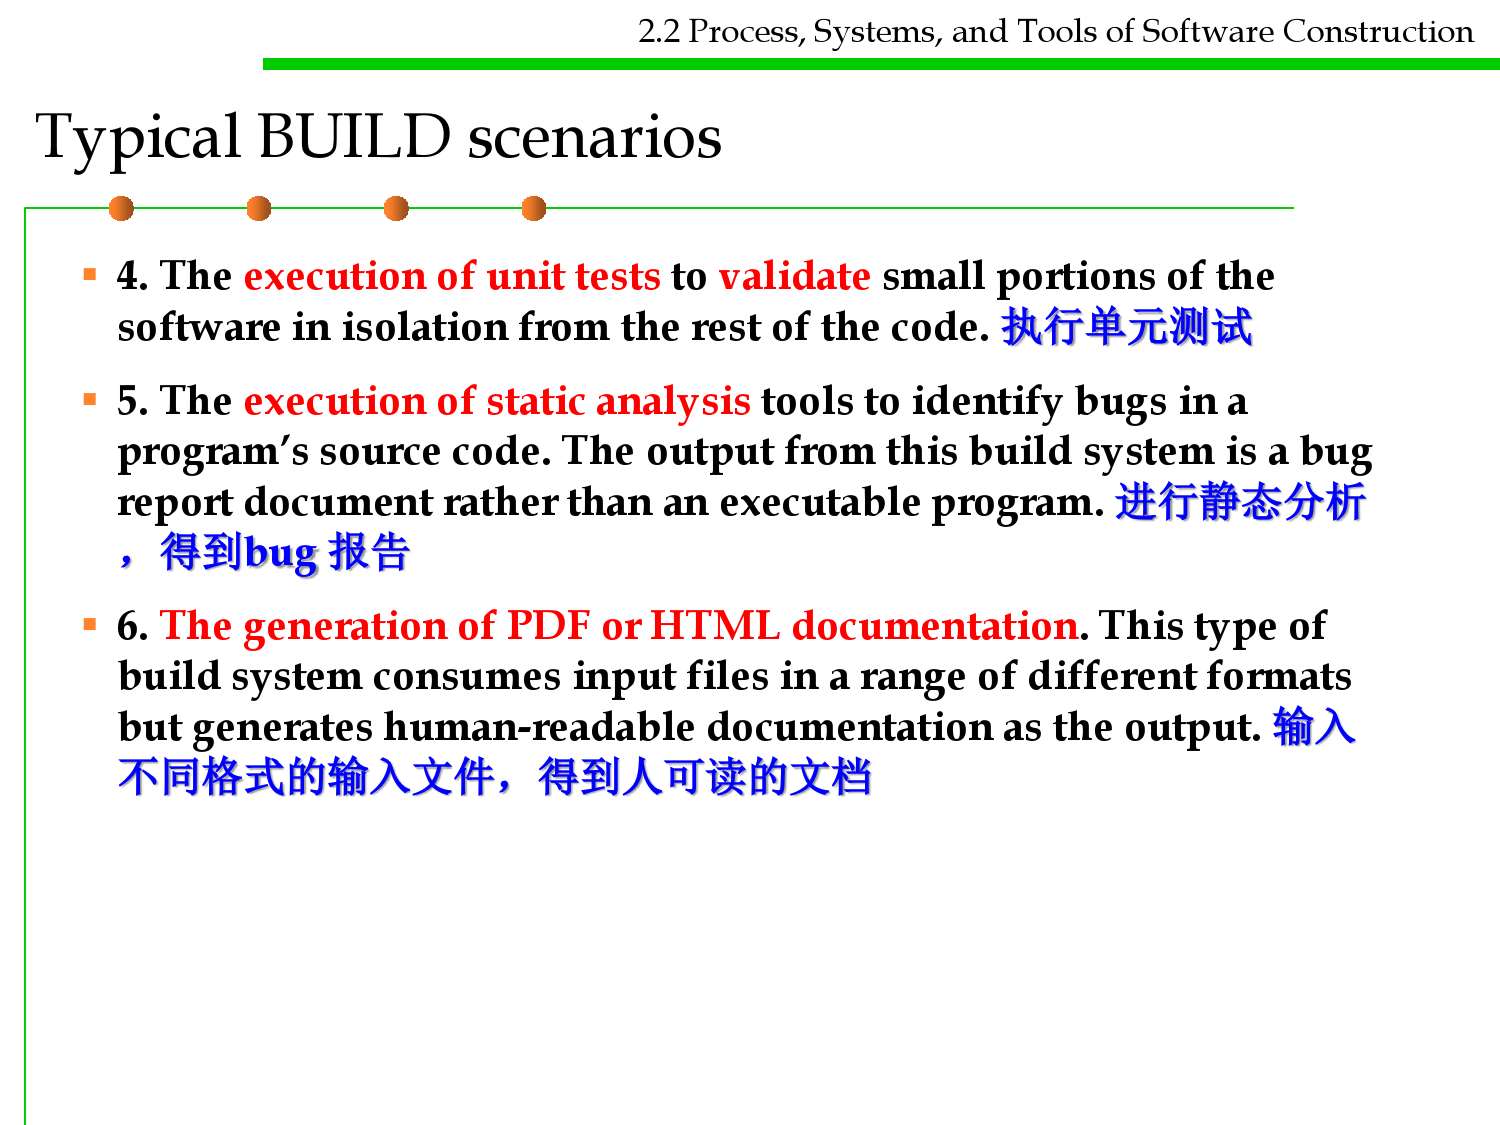 2.2 Process, Systems, and Tools of Software Construction
Typical BUILD scenarios
▪ 4. The execution of unit tests to validate small portions of the
software in isolation from the rest of the code. 执行单元测试
▪ 5. The execution of static analysis tools to identify bugs in a
program’s source code. The output from this build system is a bug
report document rather than an executable program. 进行静态分析
，得到bug 报告
▪ 6. The generation of PDF or HTML documentation. This type of
build system consumes input files in a range of different formats
but generates human-readable documentation as the output. 输入
不同格式的输入文件，得到人可读的文档